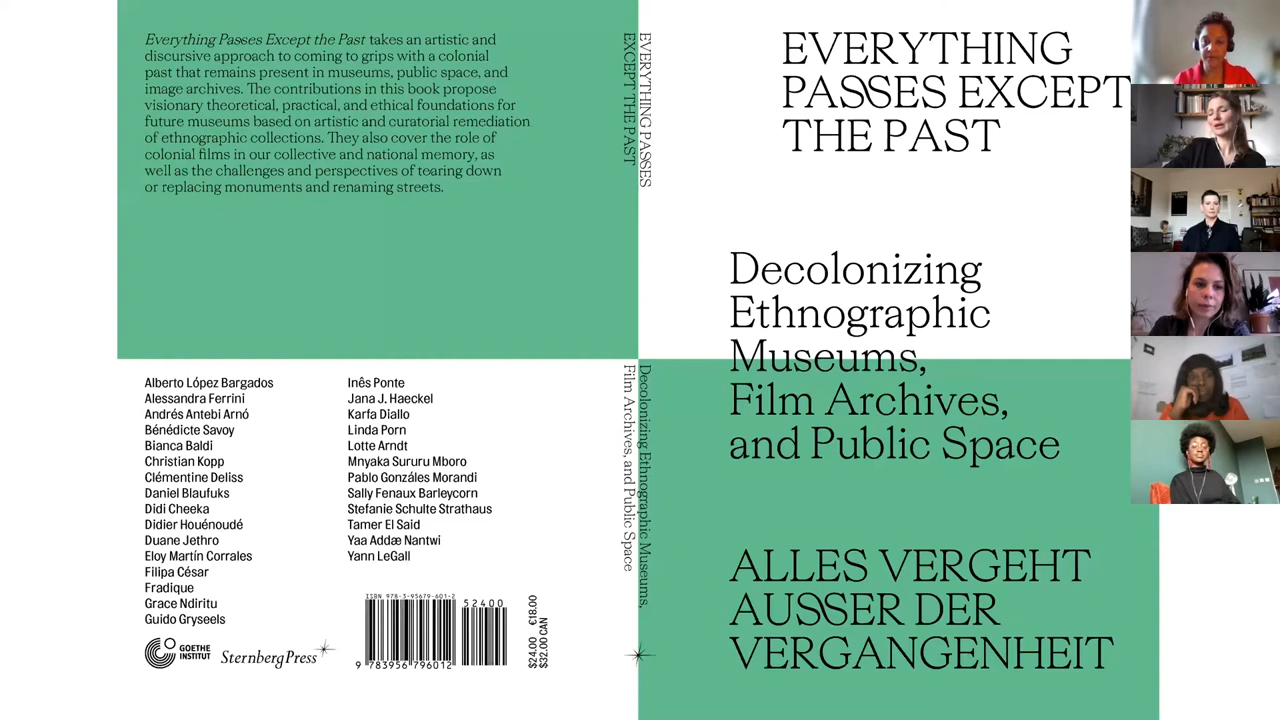 Everything Passes Except the Past takes an artistic and
discursive approach to coming to grips with a colonial
past that remains present in museums, public space, and
image archives. The contributions in this book propose
visionary theoretical, practical, and ethical foundations for
future museums based on artistic and curatorial remediation
of ethnographic collections. They also cover the role of
colonial films in our collective and national memory, as
well as the challenges and perspectives of tearing down
or replacing monuments and renaming streets.
Alberto López Bargados
Alessandra Ferrini
Andrés Antebi Arnó
Bénédicte Savoy
Bianca Baldi
Christian Kopp
Clémentine Deliss
Daniel Blaufuks
Didi Cheeka
Didier Houénoudé
Duane Jethro
Eloy Martín Corrales
Filipa César
Fradique
Grace Ndiritu
Guido Gryseels
Inês Ponte
Jana J. Haeckel
Karfa Diallo
Linda Porn
Lotte Arndt
Mnyaka Sururu Mboro
Pablo Gonzáles Morandi
Sally Fenaux Barleycorn
Stefanie Schulte Strathaus
Tamer El Said
Yaa Addæ Nantwi
Yann LeGall
GOETHE
INSTITUT
SternbergPress
ISBN 978-3-95679-601-2
52400
9 783956 796012
$24.00 €18.00
$32.00 CAN
EVERYTHING PASSES
EXCEPT THE PAST
Decolonizing Ethnographic Museums,
Film Archives, and Public Space
EVERYTHING
PASSES EXCEPT
THE PAST
Decolonizing
Ethnographic
Museums,
Film Archives,
and Public Space
ALLES VERGEHT
AUSSER DER
VERGANGENHEIT